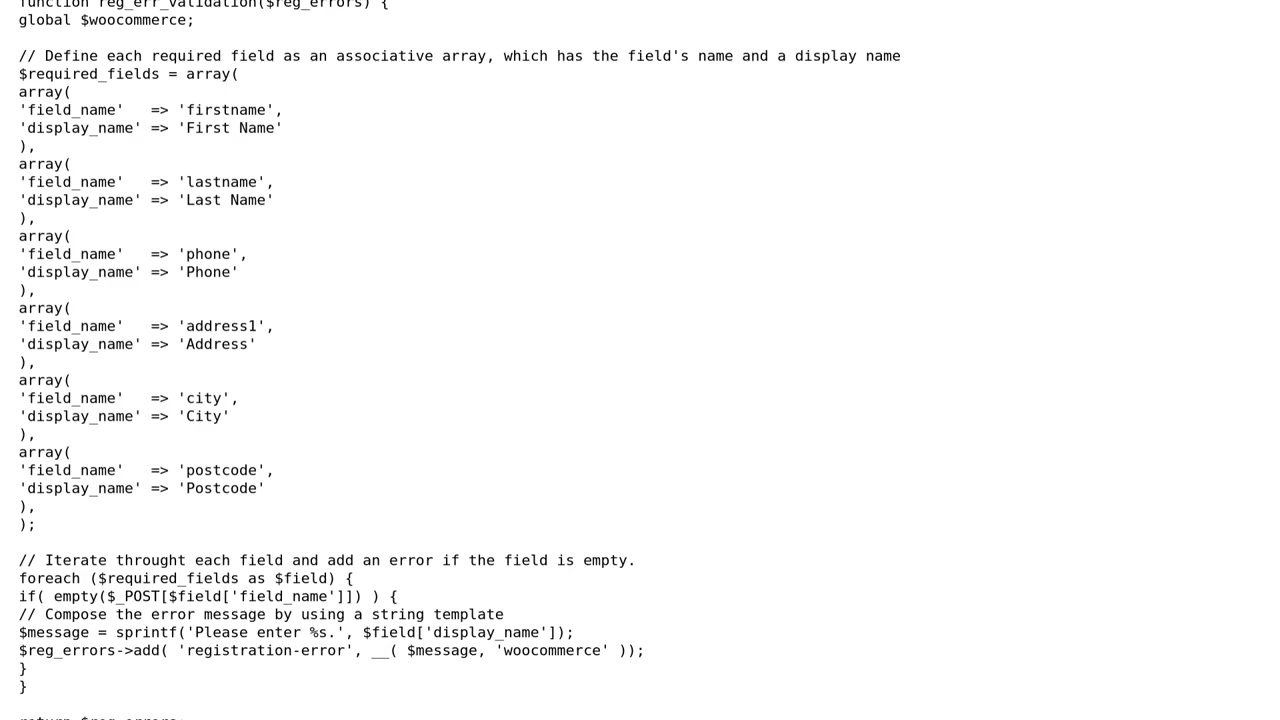 function reg_err_validation($reg_errors) {
global $woocommerce;
// Define each required field as an associative array, which has the field's name and a display name
$required_fields = array(
array(
'field_name'   => 'firstname',
'display_name' => 'First Name'
),
array(
'field_name'   => 'lastname',
'display_name' => 'Last Name'
),
array(
'field_name'   => 'phone',
'display_name' => 'Phone'
),
array(
'field_name'   => 'address1',
'display_name' => 'Address'
),
array(
'field_name'   => 'city',
'display_name' => 'City'
),
array(
'field_name'   => 'postcode',
'display_name' => 'Postcode'
),
);
// Iterate throught each field and add an error if the field is empty.
foreach ($required_fields as $field) {
if( empty($_POST[$field['field_name']]) ) {
// Compose the error message by using a string template
$message = sprintf('Please enter %s.', $field['display_name']);
$reg_errors->add( 'registration-error', __( $message, 'woocommerce' ));
}
}
return $reg_errors;